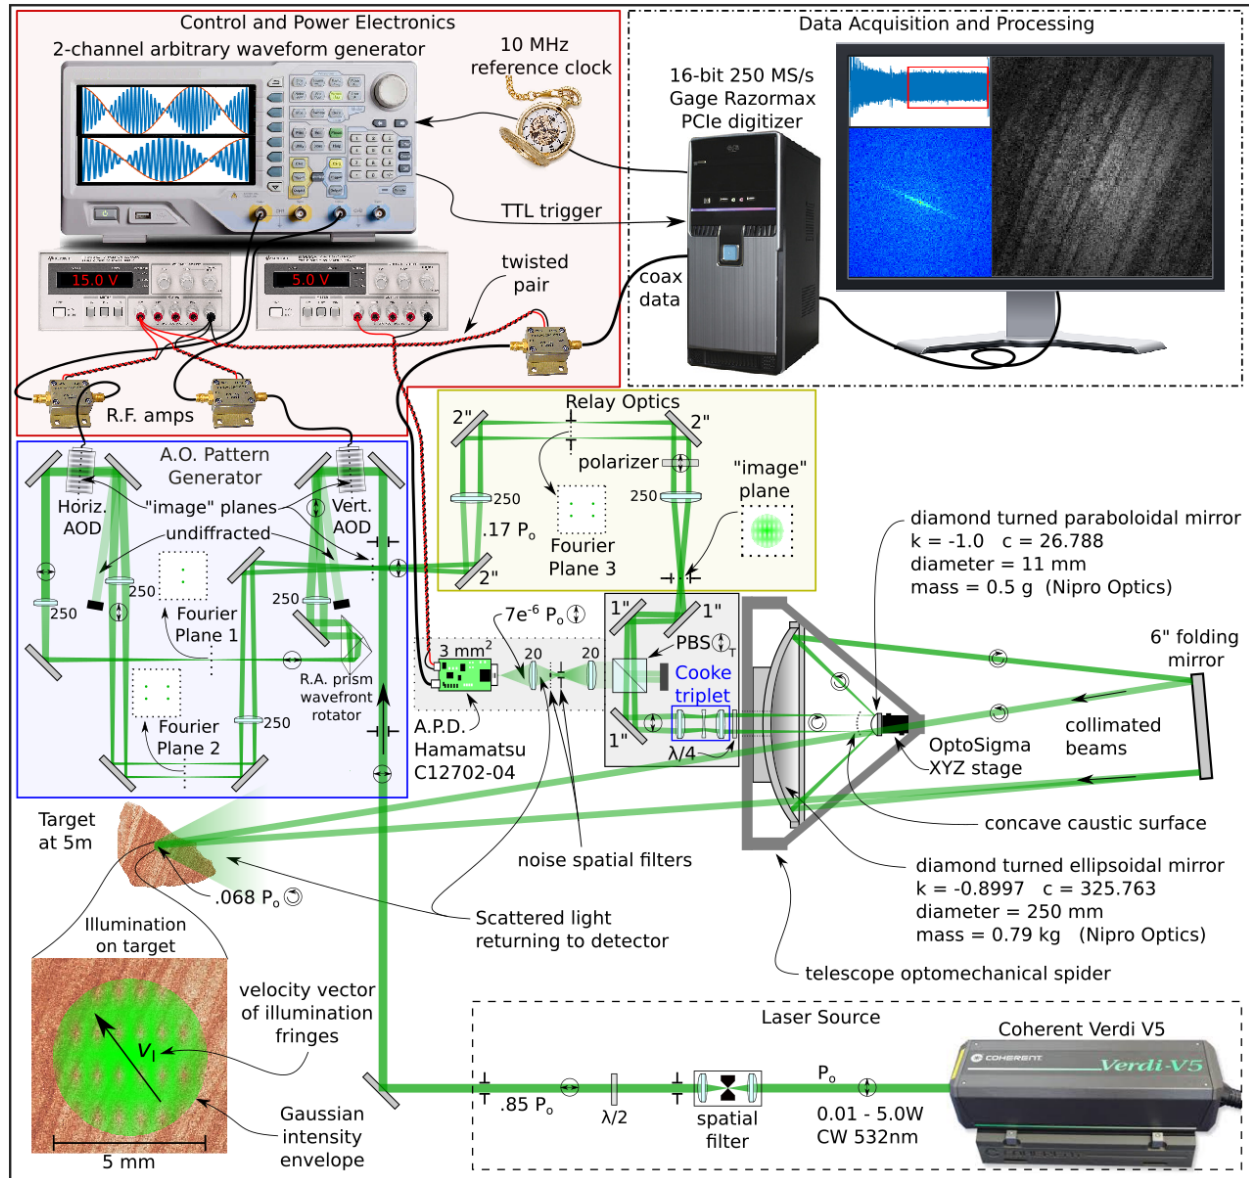 Control and Power Electronics
2-channel arbitrary waveform generator
10 MHz
reference clock
TTL trigger
15.0 V
5.0 V
twisted
pair
R.F. amps
Data Acquisition and Processing
16-bit 250 MS/s
Gage Razormax
PCIe digitizer
coax
data
A.O. Pattern
Generator
Horiz.
AOD
"image" planes
Vert.
AOD
undiffracted
250
250
Fourier
Plane 1
Fourier
Plane 2
250
250
R.A. prism
wavefront
rotator
Relay Optics
2"
2"
polarizer
250
250
.17 Pₒ
Fourier
Plane 3
2"
"image"
plane
1"
1"
7e⁻⁶ Pₒ
3 mm²
20
20
PBS
T
Cooke
triplet
1"
λ/4
A.P.D.
Hamamatsu
C12702-04
noise spatial filters
Scattered light
returning to detector
diamond turned paraboloidal mirror
k = -1.0 c = 26.788
diameter = 11 mm
mass = 0.5 g (Nipro Optics)
6" folding
mirror
collimated
beams
OptoSigma
XYZ stage
concave caustic surface
diamond turned ellipsoidal mirror
k = -0.8997 c = 325.763
diameter = 250 mm
mass = 0.79 kg (Nipro Optics)
telescope optomechanical spider
Target
at 5m
.068 Pₒ
Illumination
on target
velocity vector
of illumination
fringes
vₗ
Gaussian
intensity
envelope
5 mm
Laser Source
Coherent Verdi V5
COHERENT
Verdi-V5
Pₒ
0.01 - 5.0W
CW 532nm
spatial
filter
λ/2
.85 Pₒ